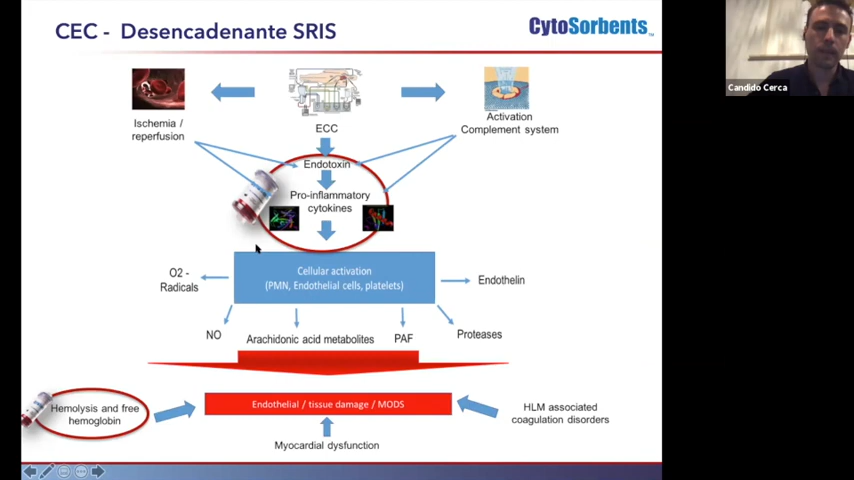 CEC - Desencadenante SRIS
CytoSorbents™
Candido Cerca
Ischemia /
reperfusion
ECC
Activation
Complement system
Endotoxin
Pro-inflammatory
cytokines
Cellular activation
(PMN, Endothelial cells, platelets)
O2 -
Radicals
Endothelin
NO
Arachidonic acid metabolites
PAF
Proteases
Hemolysis and free
hemoglobin
Endothelial / tissue damage / MODS
HLM associated
coagulation disorders
Myocardial dysfunction